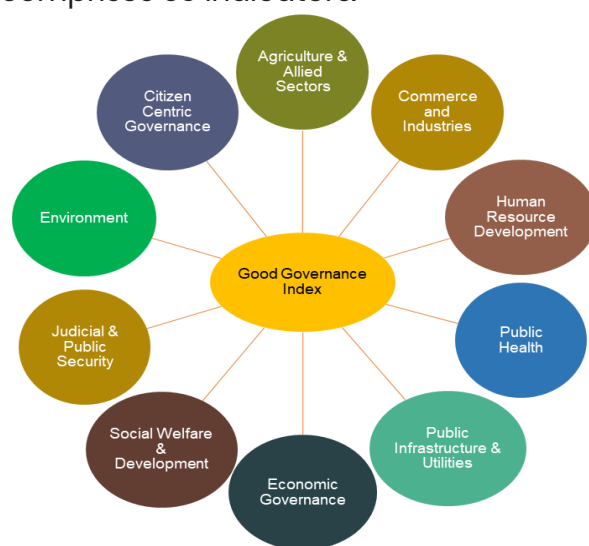 Agriculture &
Allied
Sectors
Commerce
and
Industries
Human
Resource
Development
Public
Health
Public
Infrastructure &
Utilities
Economic
Governance
Social Welfare
&
Development
Judicial &
Public
Security
Environment
Citizen
Centric
Governance
Good Governance
Index